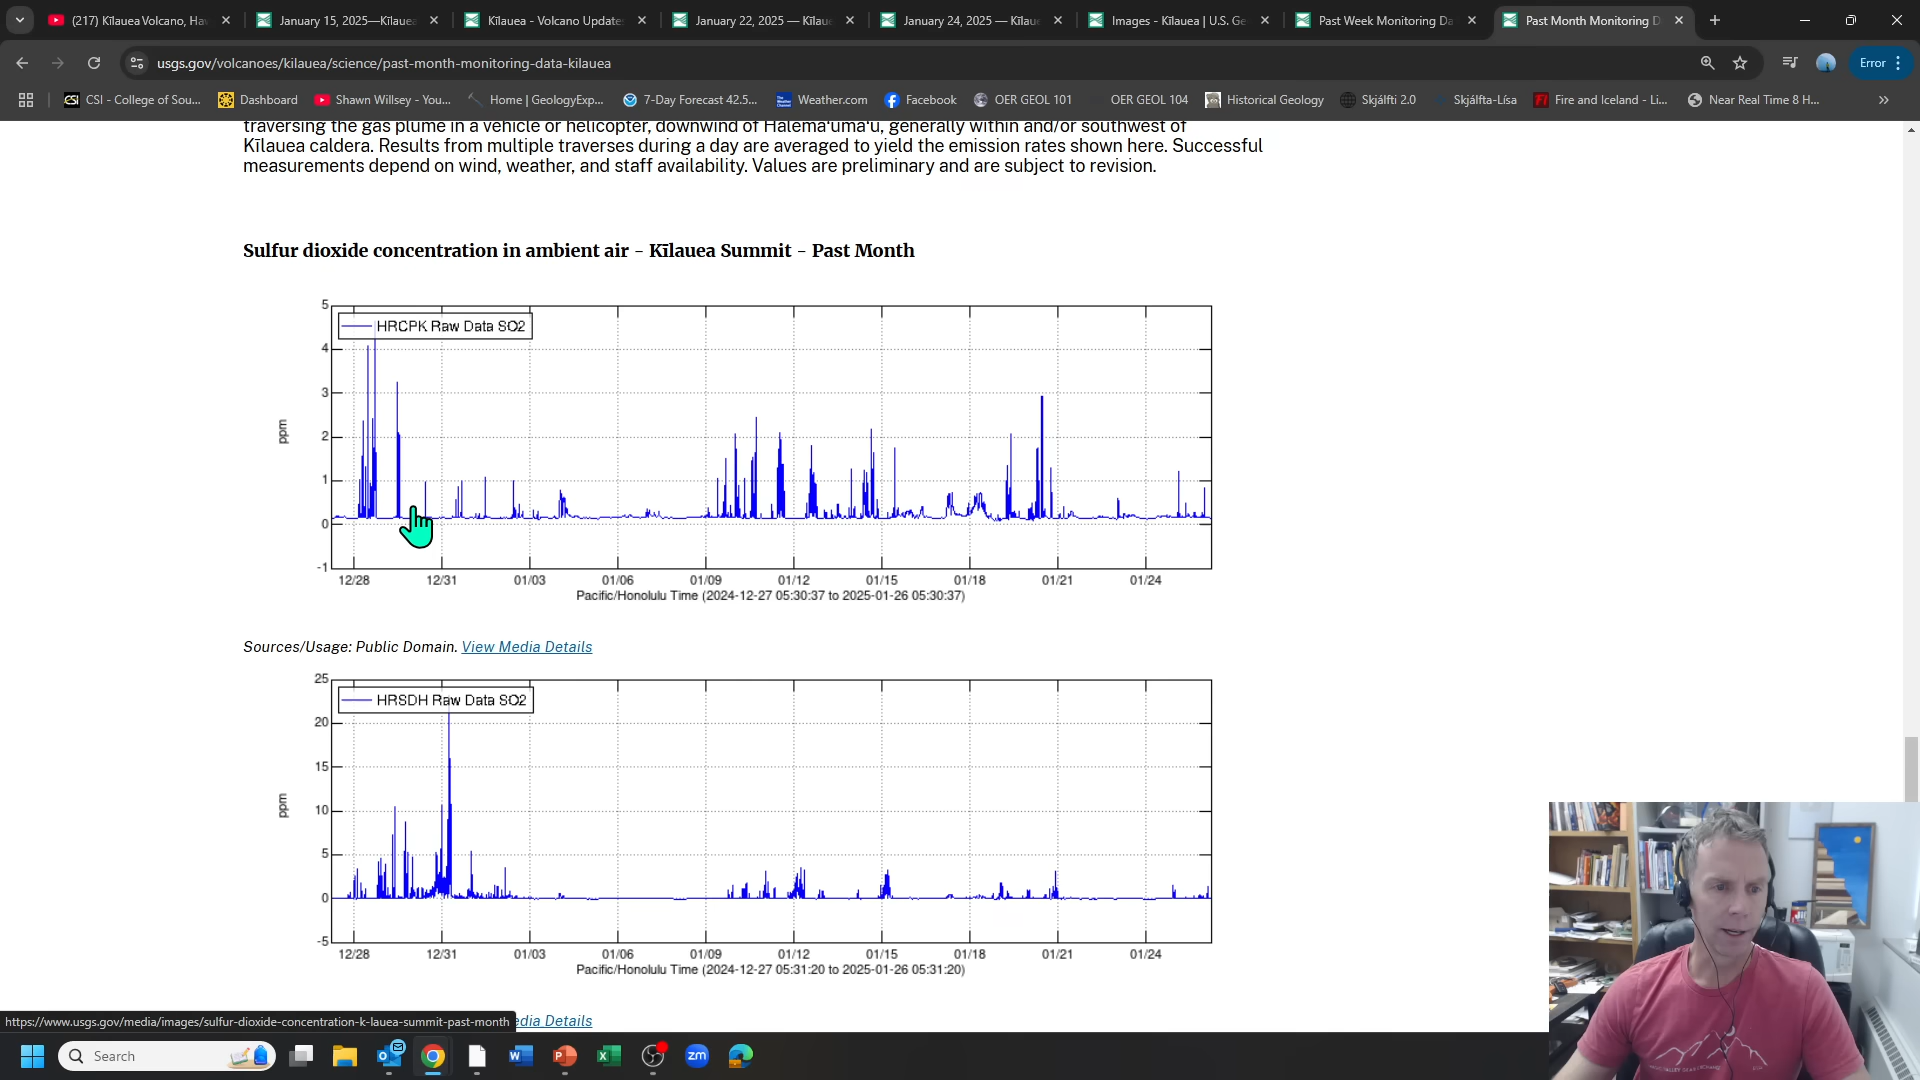 (217) Kīlauea Volcano, Ha
January 15, 2025—Kīlauea
Kīlauea - Volcano Updates
January 22, 2025 — Kīlau
January 24, 2025 — Kīlau
Images - Kīlauea | U.S. Ge
Past Week Monitoring Da
Past Month Monitoring D
usgs.gov/volcanoes/kilauea/science/past-month-monitoring-data-kilauea
Error
CSI - College of Sou...
Dashboard
Shawn Willsey - You...
Home | GeologyExp...
7-Day Forecast 42.5...
Weather.com
Facebook
OER GEOL 101
OER GEOL 104
Historical Geology
Skjálfti 2.0
Skjálfta-Lísa
Fire and Iceland - Li...
Near Real Time 8 H...
traversing the gas plume in a vehicle or helicopter, downwind of Halemaʻumaʻu, generally within and/or southwest of
Kīlauea caldera. Results from multiple traverses during a day are averaged to yield the emission rates shown here. Successful
measurements depend on wind, weather, and staff availability. Values are preliminary and are subject to revision.
Sulfur dioxide concentration in ambient air - Kīlauea Summit - Past Month
HRCPK Raw Data SO2
5
4
3
2
1
0
-1
ppm
12/28 12/31 01/03 01/06 01/09 01/12 01/15 01/18 01/21 01/24
Pacific/Honolulu Time (2024-12-27 05:30:37 to 2025-01-26 05:30:37)
Sources/Usage: Public Domain. View Media Details
HRSDH Raw Data SO2
25
20
15
10
5
0
-5
ppm
12/28 12/31 01/03 01/06 01/09 01/12 01/15 01/18 01/21 01/24
Pacific/Honolulu Time (2024-12-27 05:31:20 to 2025-01-26 05:31:20)
https://www.usgs.gov/media/images/sulfur-dioxide-concentration-k-lauea-summit-past-month
edia Details
Search